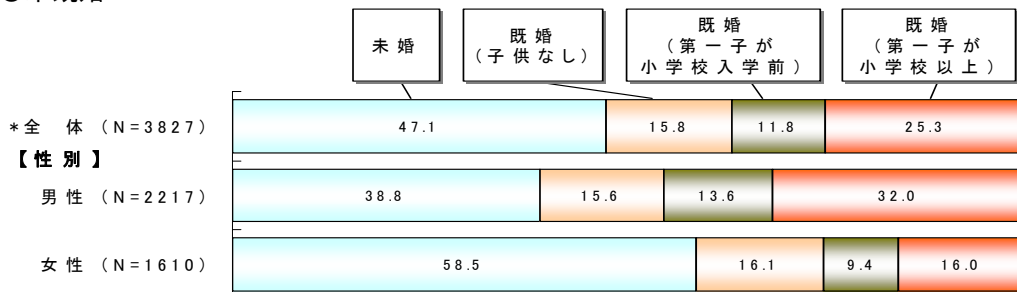 未婚
既婚
（子供なし）
既婚
（第一子が
小学校入学前）
既婚
（第一子が
小学校以上）
*全 体 （N=3827）
47.1
15.8
11.8
25.3
【性別】
男性 （N=2217）
38.8
15.6
13.6
32.0
女性 （N=1610）
58.5
16.1
9.4
16.0